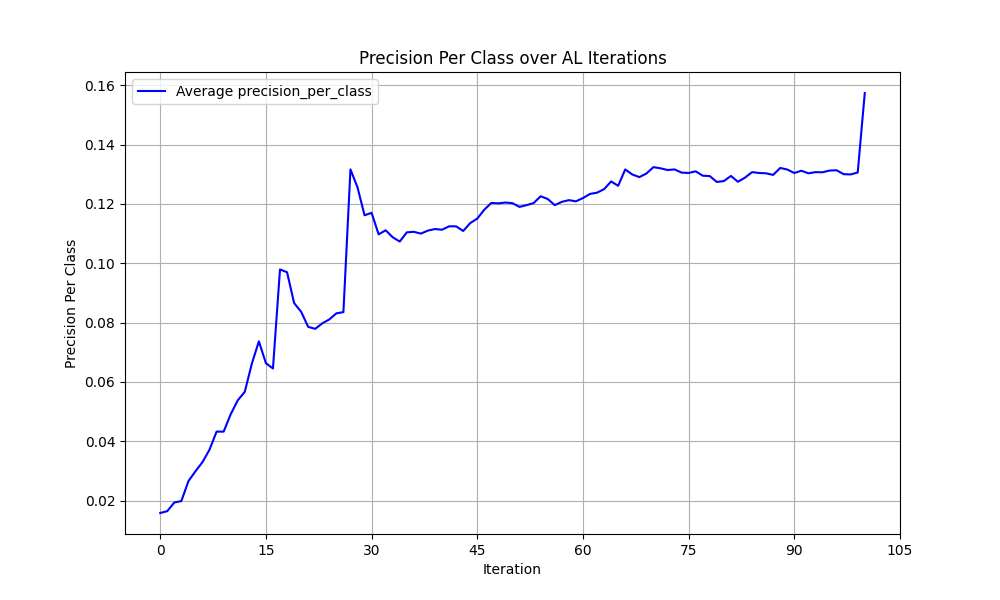 Precision Per Class over AL Iterations
Average precision_per_class
Precision Per Class
0.16
0.14
0.12
0.10
0.08
0.06
0.04
0.02
0 15 30 45 60 75 90 105
Iteration